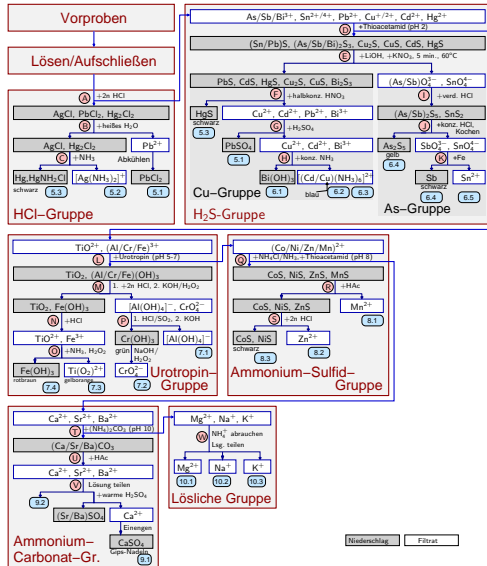 Vorproben
Lösen/Aufschließen
A +2n HCl
AgCl, PbCl2, Hg2Cl2
B +heißes H2O
AgCl, Hg2Cl2
Pb2+
C +NH3
Abkühlen
Hg,HgNH2Cl
[Ag(NH3)2]+
PbCl2
schwarz
5.3
5.2
5.1
HCl-Gruppe
As/Sb/Bi3+, Sn2+/4+, Pb2+, Cu+/2+, Cd2+, Hg2+
D +Thioacetamid (pH 2)
(Sn/Pb)S, (As/Sb/Bi)2S3, Cu2S, CuS, CdS, HgS
E +LiOH, +KNO3, 5 min., 60°C
PbS, CdS, HgS, Cu2S, CuS, Bi2S3
(As/Sb)O4 3−, SnO4 4−
F +halbkonz. HNO3
I +verd. HCl
HgS
Cu2+, Cd2+, Pb2+, Bi3+
(As/Sb)2S5, SnS2
schwarz
5.3
G +H2SO4
J +konz. HCl, Kochen
PbSO4
Cu2+, Cd2+, Bi3+
As2S5
SbO4 3−, SnO4 4−
gelb
5.1
H +konz. NH3
6.4
K +Fe
Bi(OH)3
[(Cd/Cu)(NH3)6]2+
Sb
Sn2+
blau
schwarz
6.1
6.2
6.3
6.4
6.5
Cu-Gruppe
As-Gruppe
H2S-Gruppe
TiO2+, (Al/Cr/Fe)3+
L +Urotropin (pH 5-7)
TiO2, (Al/Cr/Fe)(OH)3
M 1. +2n HCl, 2. KOH/H2O2
TiO2, Fe(OH)3
[Al(OH)4]−, CrO4 2−
N +HCl
P 1. HCl/SO2, 2. KOH
TiO2+, Fe3+
Cr(OH)3
[Al(OH)4]−
O +NH3, H2O2
grün
NaOH/
H2O2
7.1
Fe(OH)3
Ti(O2)2+
CrO4 2−
rotbraun
gelborange
7.4
7.3
7.2
Urotropin-
Gruppe
(Co/Ni/Zn/Mn)2+
Q +NH4Cl/NH3,+Thioacetamid (pH 8)
CoS, NiS, ZnS, MnS
R +HAc
CoS, NiS, ZnS
Mn2+
S +2n HCl
8.1
CoS, NiS
Zn2+
schwarz
8.3
8.2
Ammonium-Sulfid-
Gruppe
Ca2+, Sr2+, Ba2+
T +(NH4)2CO3 (pH 10)
(Ca/Sr/Ba)CO3
U +HAc
Ca2+, Sr2+, Ba2+
V Lösung teilen
9.2
+warme H2SO4
(Sr/Ba)SO4
Ca2+
Einengen
CaSO4
Gips-Nadeln
9.1
Ammonium-
Carbonat-Gr.
Mg2+, Na+, K+
W NH4+ abrauchen
Lsg. teilen
Mg2+
Na+
K+
10.1
10.2
10.3
Lösliche Gruppe
Niederschlag
Filtrat